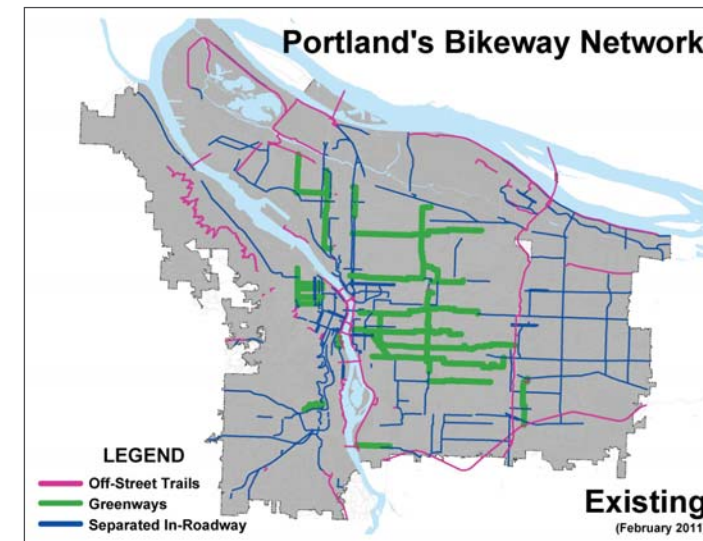 Portland's Bikeway Network
LEGEND
Off-Street Trails
Greenways
Separated In-Roadway
Existing
(February 2011